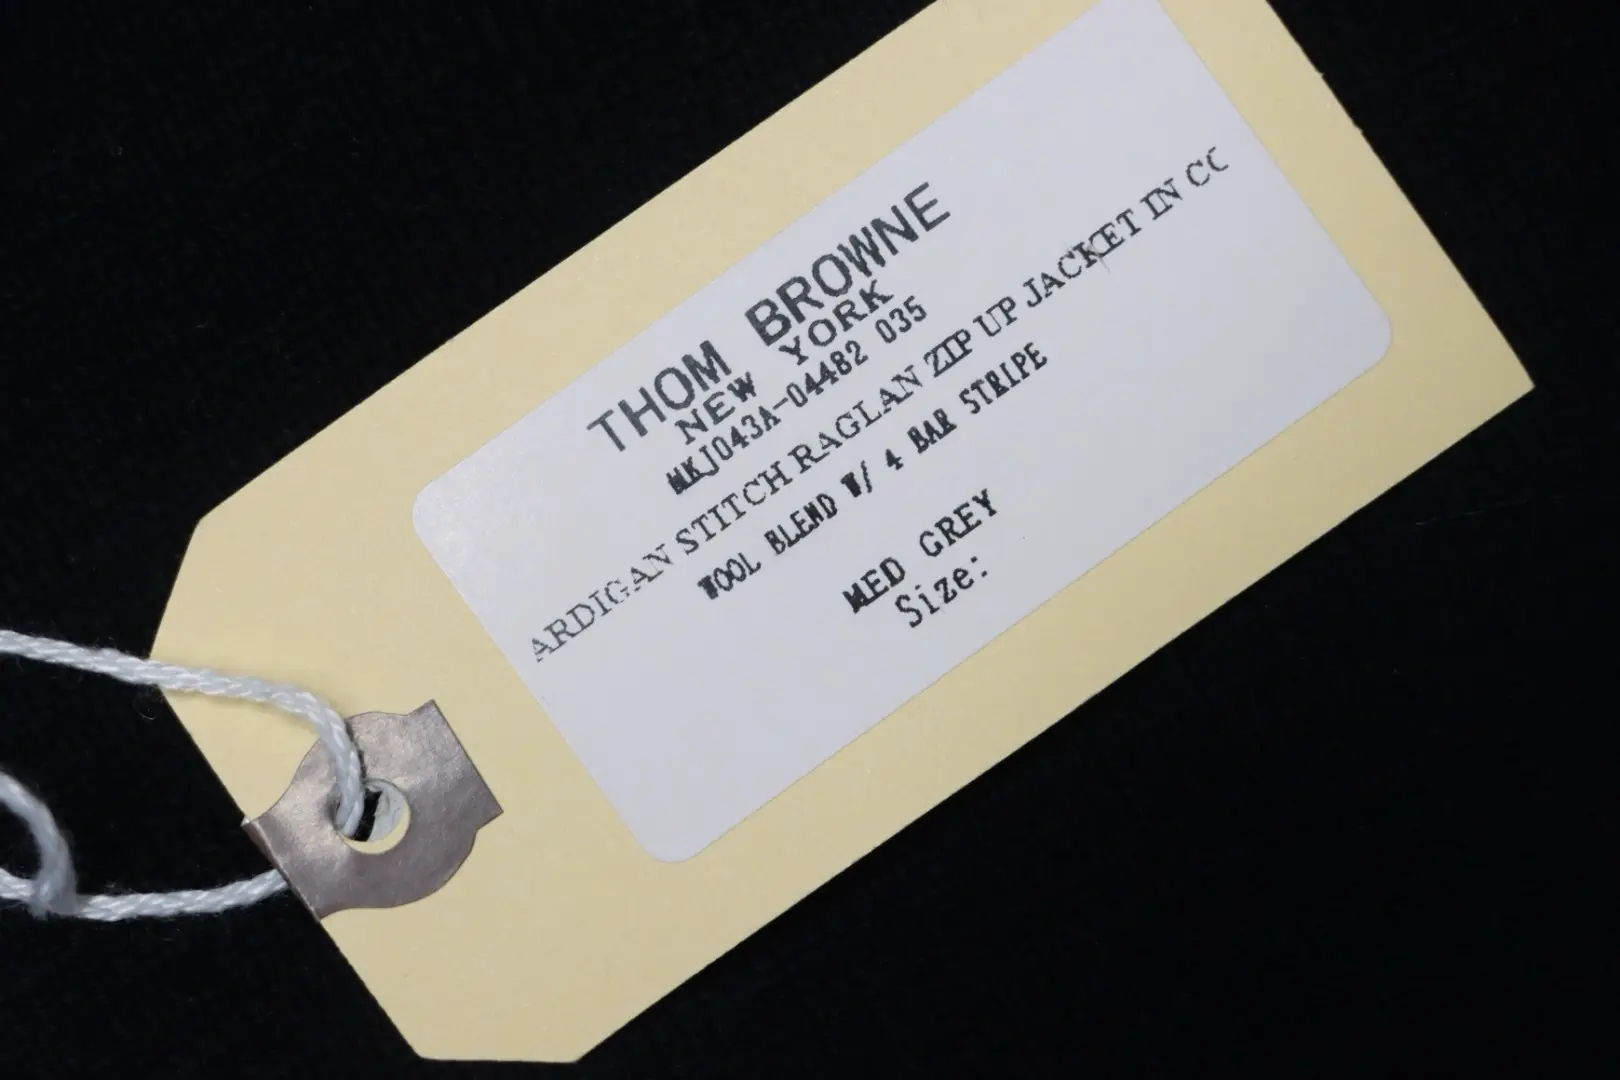 THOM BROWNE
NEW YORK
MKJ043A-04482 035
ARDIGAN STITCH RAGLAN ZIP UP JACKET IN CO
WOOL BLEND W/ 4 BAR STRIPE
MED GREY
Size: